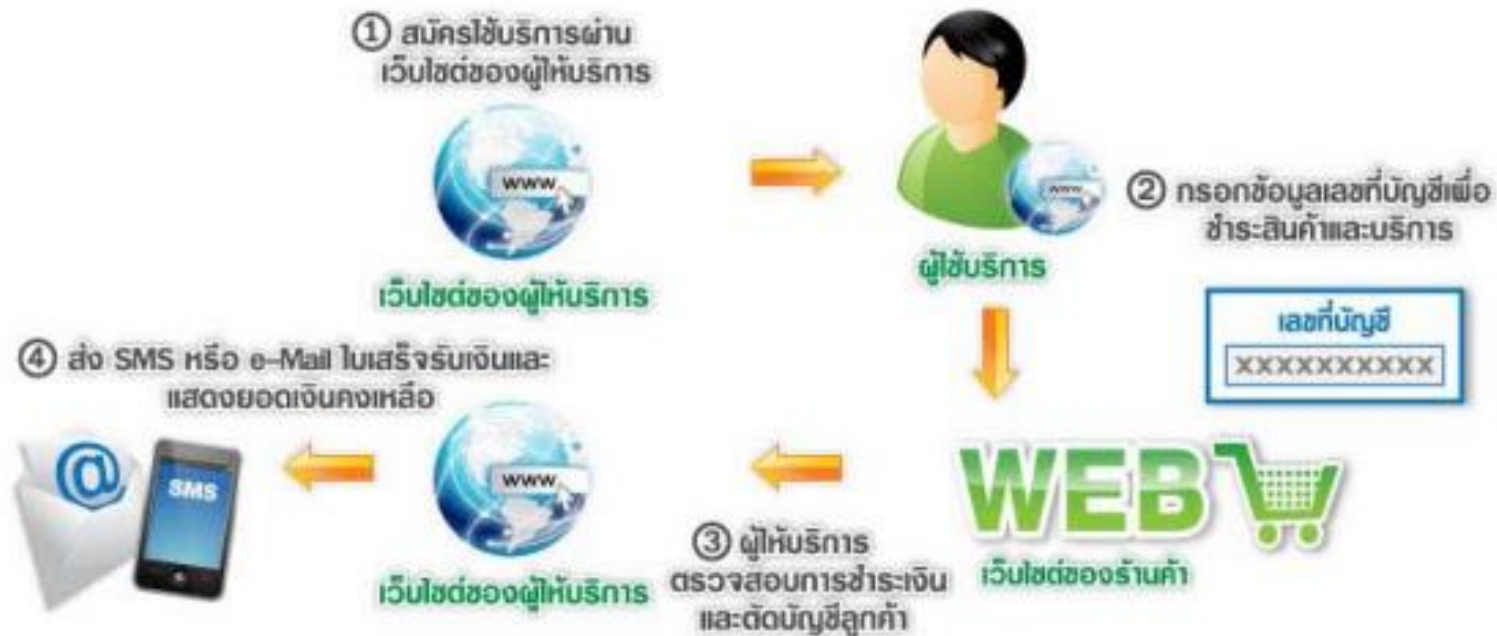 ① สมัครใช้บริการผ่าน
เว็บไซต์ของผู้ให้บริการ
www
เว็บไซต์ของผู้ให้บริการ
www
ผู้ใช้บริการ
② กรอกข้อมูลเลขที่บัญชีเพื่อ
ชำระสินค้าและบริการ
เลขที่บัญชี
XXXXXXXXXX
WEB
เว็บไซต์ของร้านค้า
③ ผู้ให้บริการ
ตรวจสอบการชำระเงิน
และตัดบัญชีลูกค้า
www
เว็บไซต์ของผู้ให้บริการ
④ ส่ง SMS หรือ e-Mail ใบเสร็จรับเงินและ
แสดงยอดเงินคงเหลือ
@
SMS